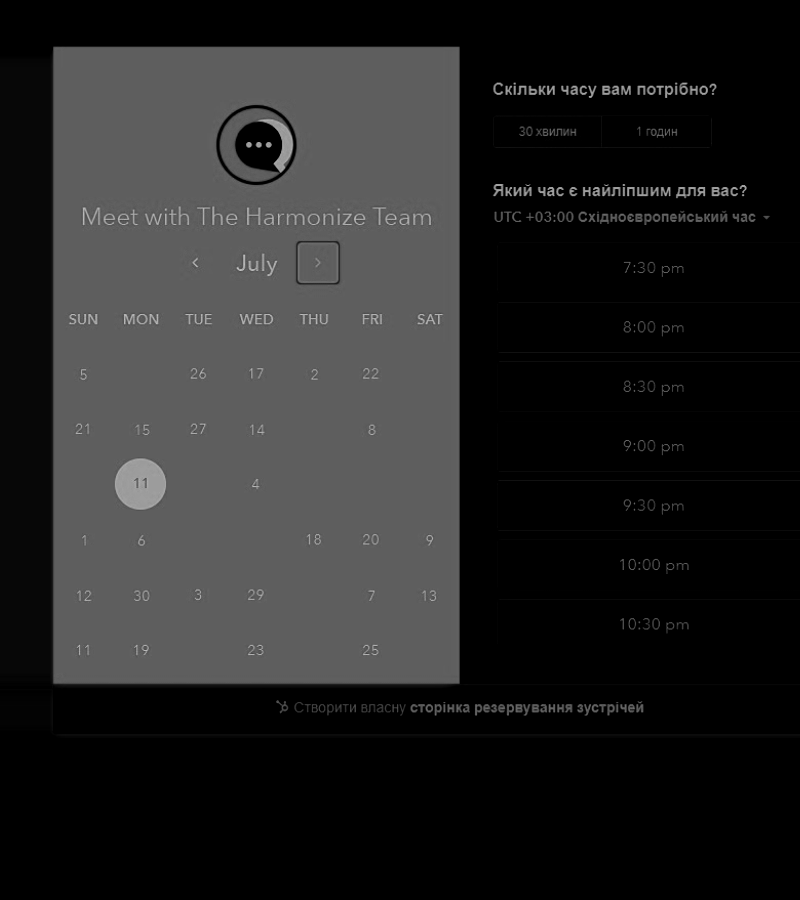 Meet with The Harmonize Team
July
SUN MON TUE WED THU FRI SAT
5 26 17 2 22
21 15 27 14 8
11 4
1 6 18 20 9
12 30 3 29 7 13
11 19 23 25
Скільки часу вам потрібно?
30 хвилин 1 годин
Який час є найліпшим для вас?
UTC +03:00 Східноєвропейський час
7:30 pm
8:00 pm
8:30 pm
9:00 pm
9:30 pm
10:00 pm
10:30 pm
Створити власну сторінка резервування зустрічей